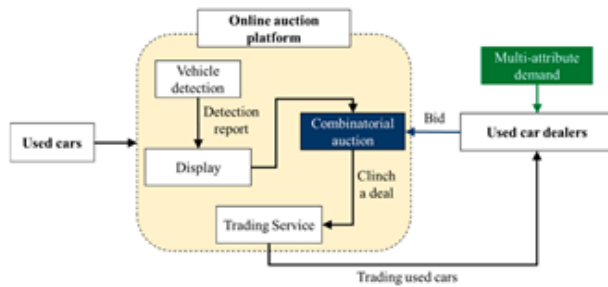 Online auction
platform
Vehicle
detection
Multi-attribute
demand
Detection
report
Combinatorial
auction
Bid
Used car dealers
Used cars
Display
Clinch
a deal
Trading Service
Trading used cars